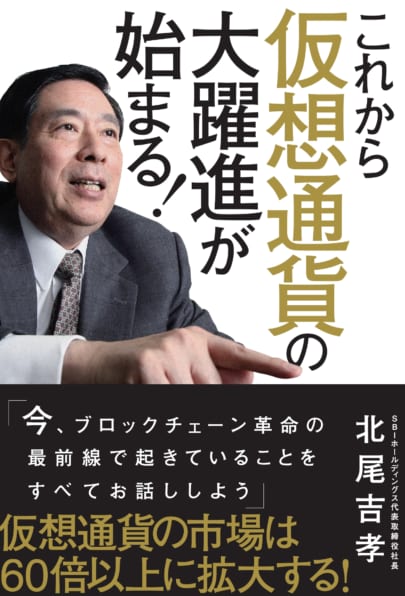 これから
仮想通貨の
大躍進が
始まる！
SBIホールディングス代表取締役社長
北尾吉孝
「今、ブロックチェーン革命の
最前線で起きていることを
すべてお話ししよう」
仮想通貨の市場は
60倍以上に拡大する！